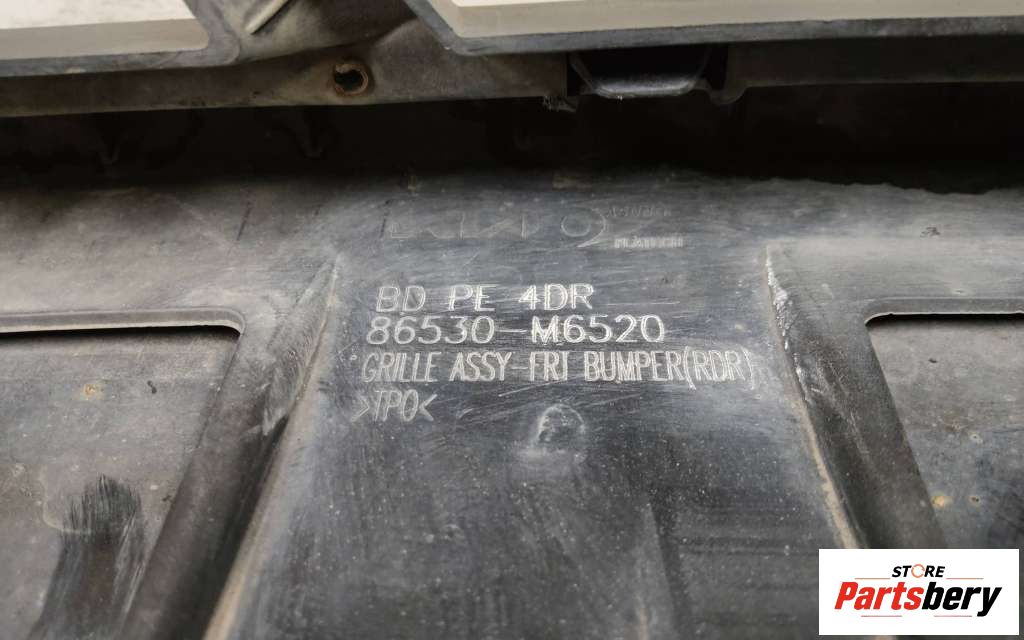 BD PE 4DR
86530-M6520
GRILLE ASSY-FRT BUMPER(RDR)
>TPO<
STORE
Partsbery